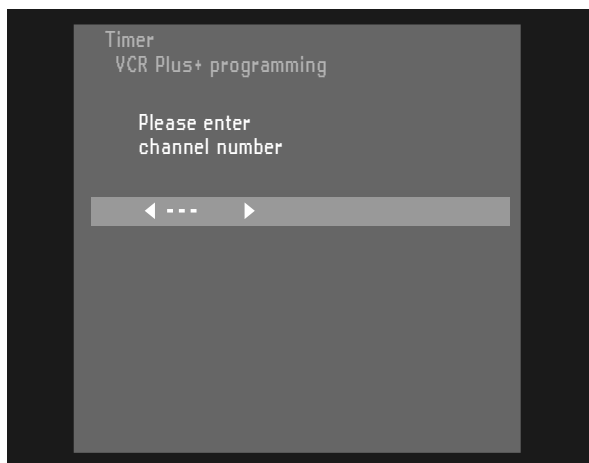 Timer
VCR Plus+ programming
Please enter
channel number
◀ --- ▶